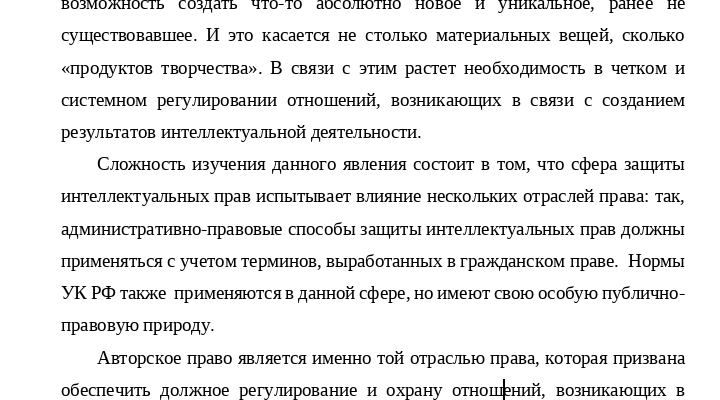 возможность создать что-то абсолютно новое и уникальное, ранее не
существовавшее. И это касается не столько материальных вещей, сколько
«продуктов творчества». В связи с этим растет необходимость в четком и
системном регулировании отношений, возникающих в связи с созданием
результатов интеллектуальной деятельности.
Сложность изучения данного явления состоит в том, что сфера защиты
интеллектуальных прав испытывает влияние нескольких отраслей права: так,
административно-правовые способы защиты интеллектуальных прав должны
применяться с учетом терминов, выработанных в гражданском праве.  Нормы
УК РФ также  применяются в данной сфере, но имеют свою особую публично-
правовую природу.
Авторское право является именно той отраслью права, которая призвана
обеспечить должное регулирование и охрану отношений, возникающих в